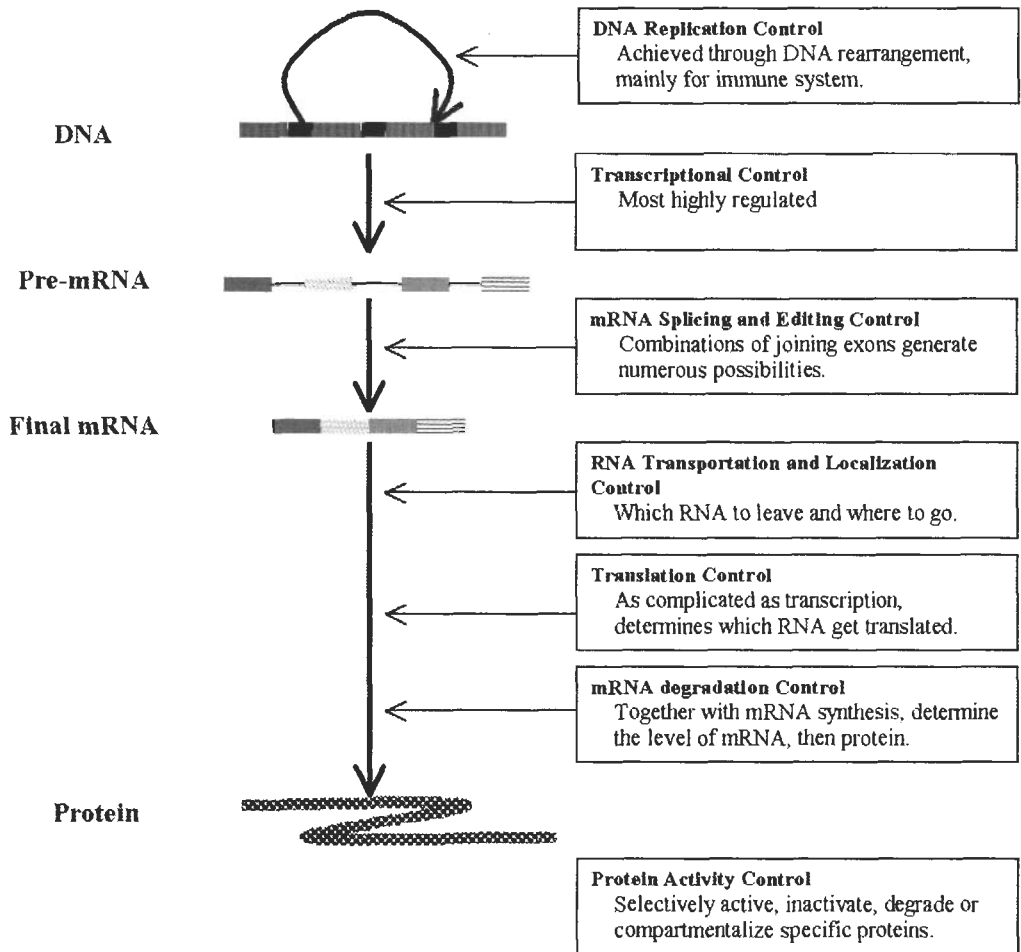 DNA Replication Control
Achieved through DNA rearrangement,
mainly for immune system.
DNA
Transcriptional Control
Most highly regulated
Pre-mRNA
mRNA Splicing and Editing Control
Combinations of joining exons generate
numerous possibilities.
Final mRNA
RNA Transportation and Localization
Control
Which RNA to leave and where to go.
Translation Control
As complicated as transcription,
determines which RNA get translated.
mRNA degradation Control
Together with mRNA synthesis, determine
the level of mRNA, then protein.
Protein
Protein Activity Control
Selectively active, inactivate, degrade or
compartmentalize specific proteins.